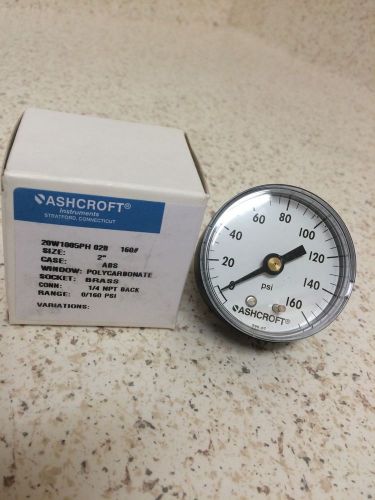 ASHCROFT®
Instruments
STRATFORD, CONNECTICUT
20W1005PH 02B 160#
SIZE: 2"
CASE: ABS
WINDOW: POLYCARBONATE
SOCKET: BRASS
CONN: 1/4 NPT BACK
RANGE: 0/160 PSI
VARIATIONS:
0
20
40
60
80
100
120
140
160
psi
ASHCROFT®